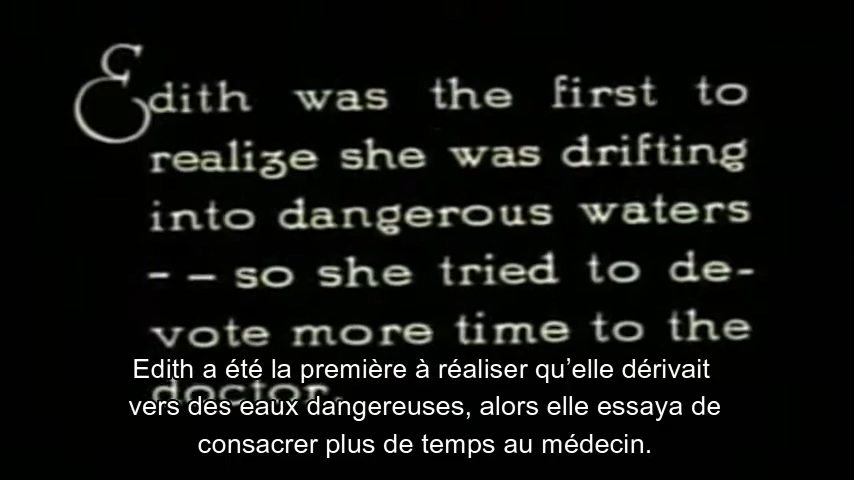 Edith was the first to
realize she was drifting
into dangerous waters
- - so she tried to de-
vote more time to the
doctor.
Edith a été la première à réaliser qu’elle dérivait
vers des eaux dangereuses, alors elle essaya de
consacrer plus de temps au médecin.